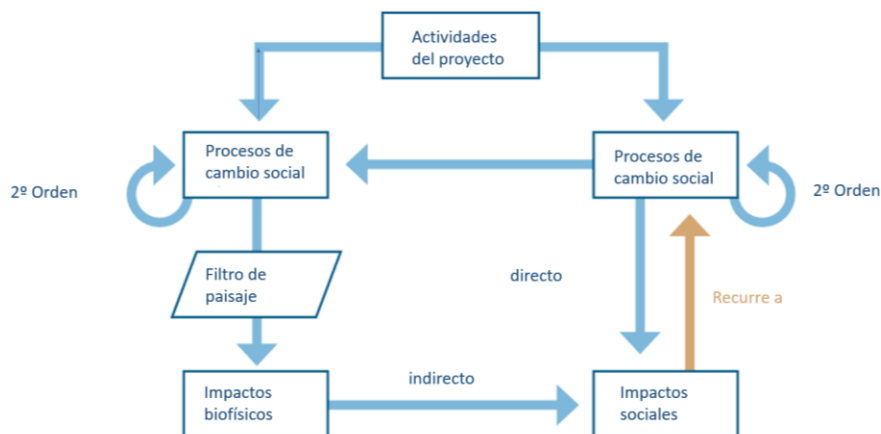 Actividades
del proyecto
Procesos de
cambio social
Procesos de
cambio social
2º Orden
2º Orden
Filtro de
paisaje
directo
Recurre a
indirecto
Impactos
biofísicos
Impactos
sociales